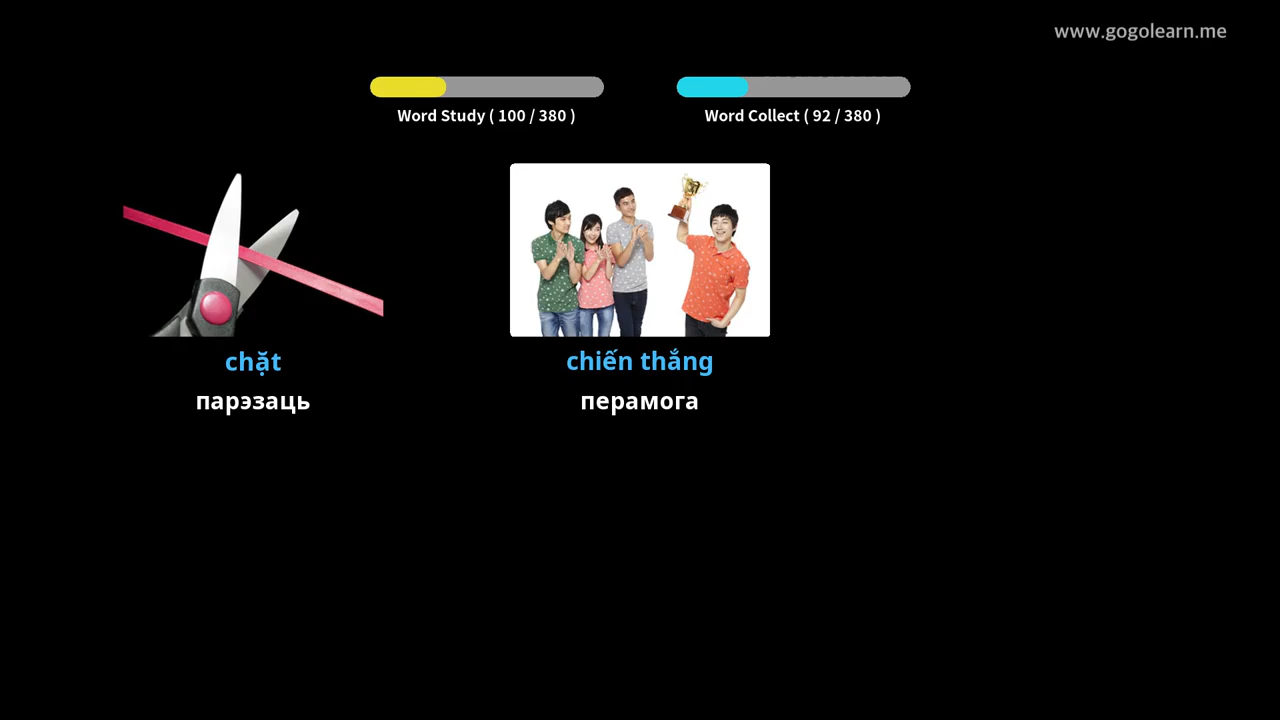 www.gogolearn.me
Word Study ( 100 / 380 )
Word Collect ( 92 / 380 )
chặt
парэзаць
chiến thắng
перамога